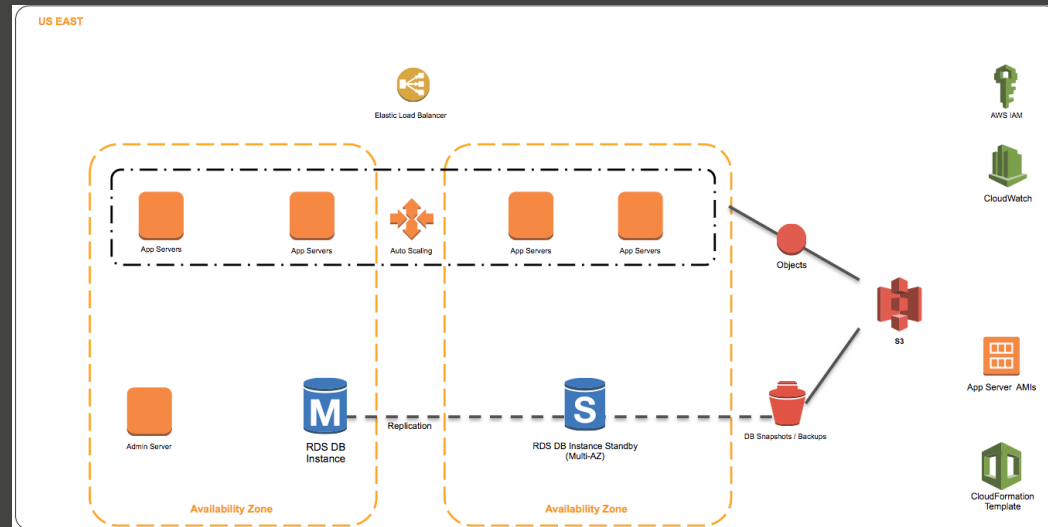 US EAST
Elastic Load Balancer
AWS IAM
CloudWatch
App Servers
App Servers
Auto Scaling
App Servers
App Servers
Objects
S3
App Server AMIs
Admin Server
M
RDS DB
Instance
Replication
S
RDS DB Instance Standby
(Multi-AZ)
DB Snapshots / Backups
CloudFormation
Template
Availability Zone
Availability Zone